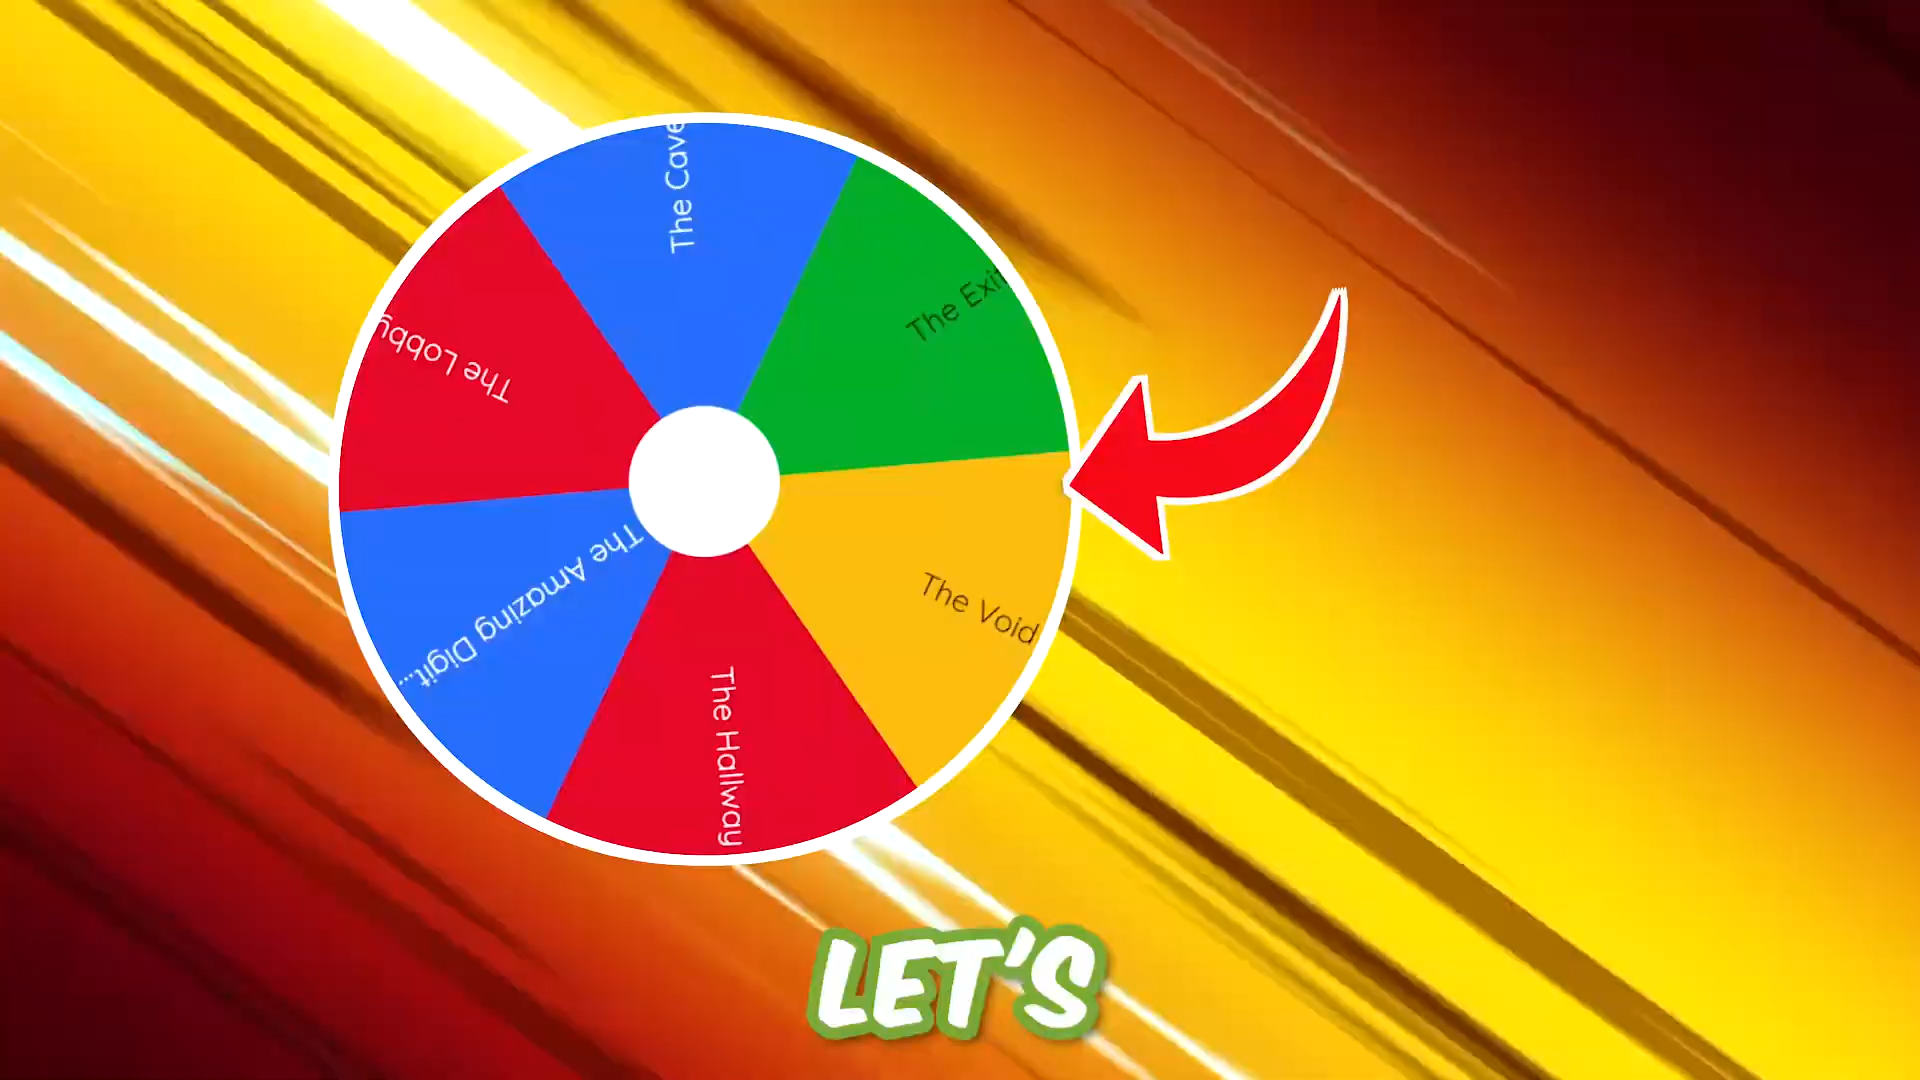 The Cave
The Exit
The Lobby
The Void
The Amazing Digit...
The Hallway
LET'S